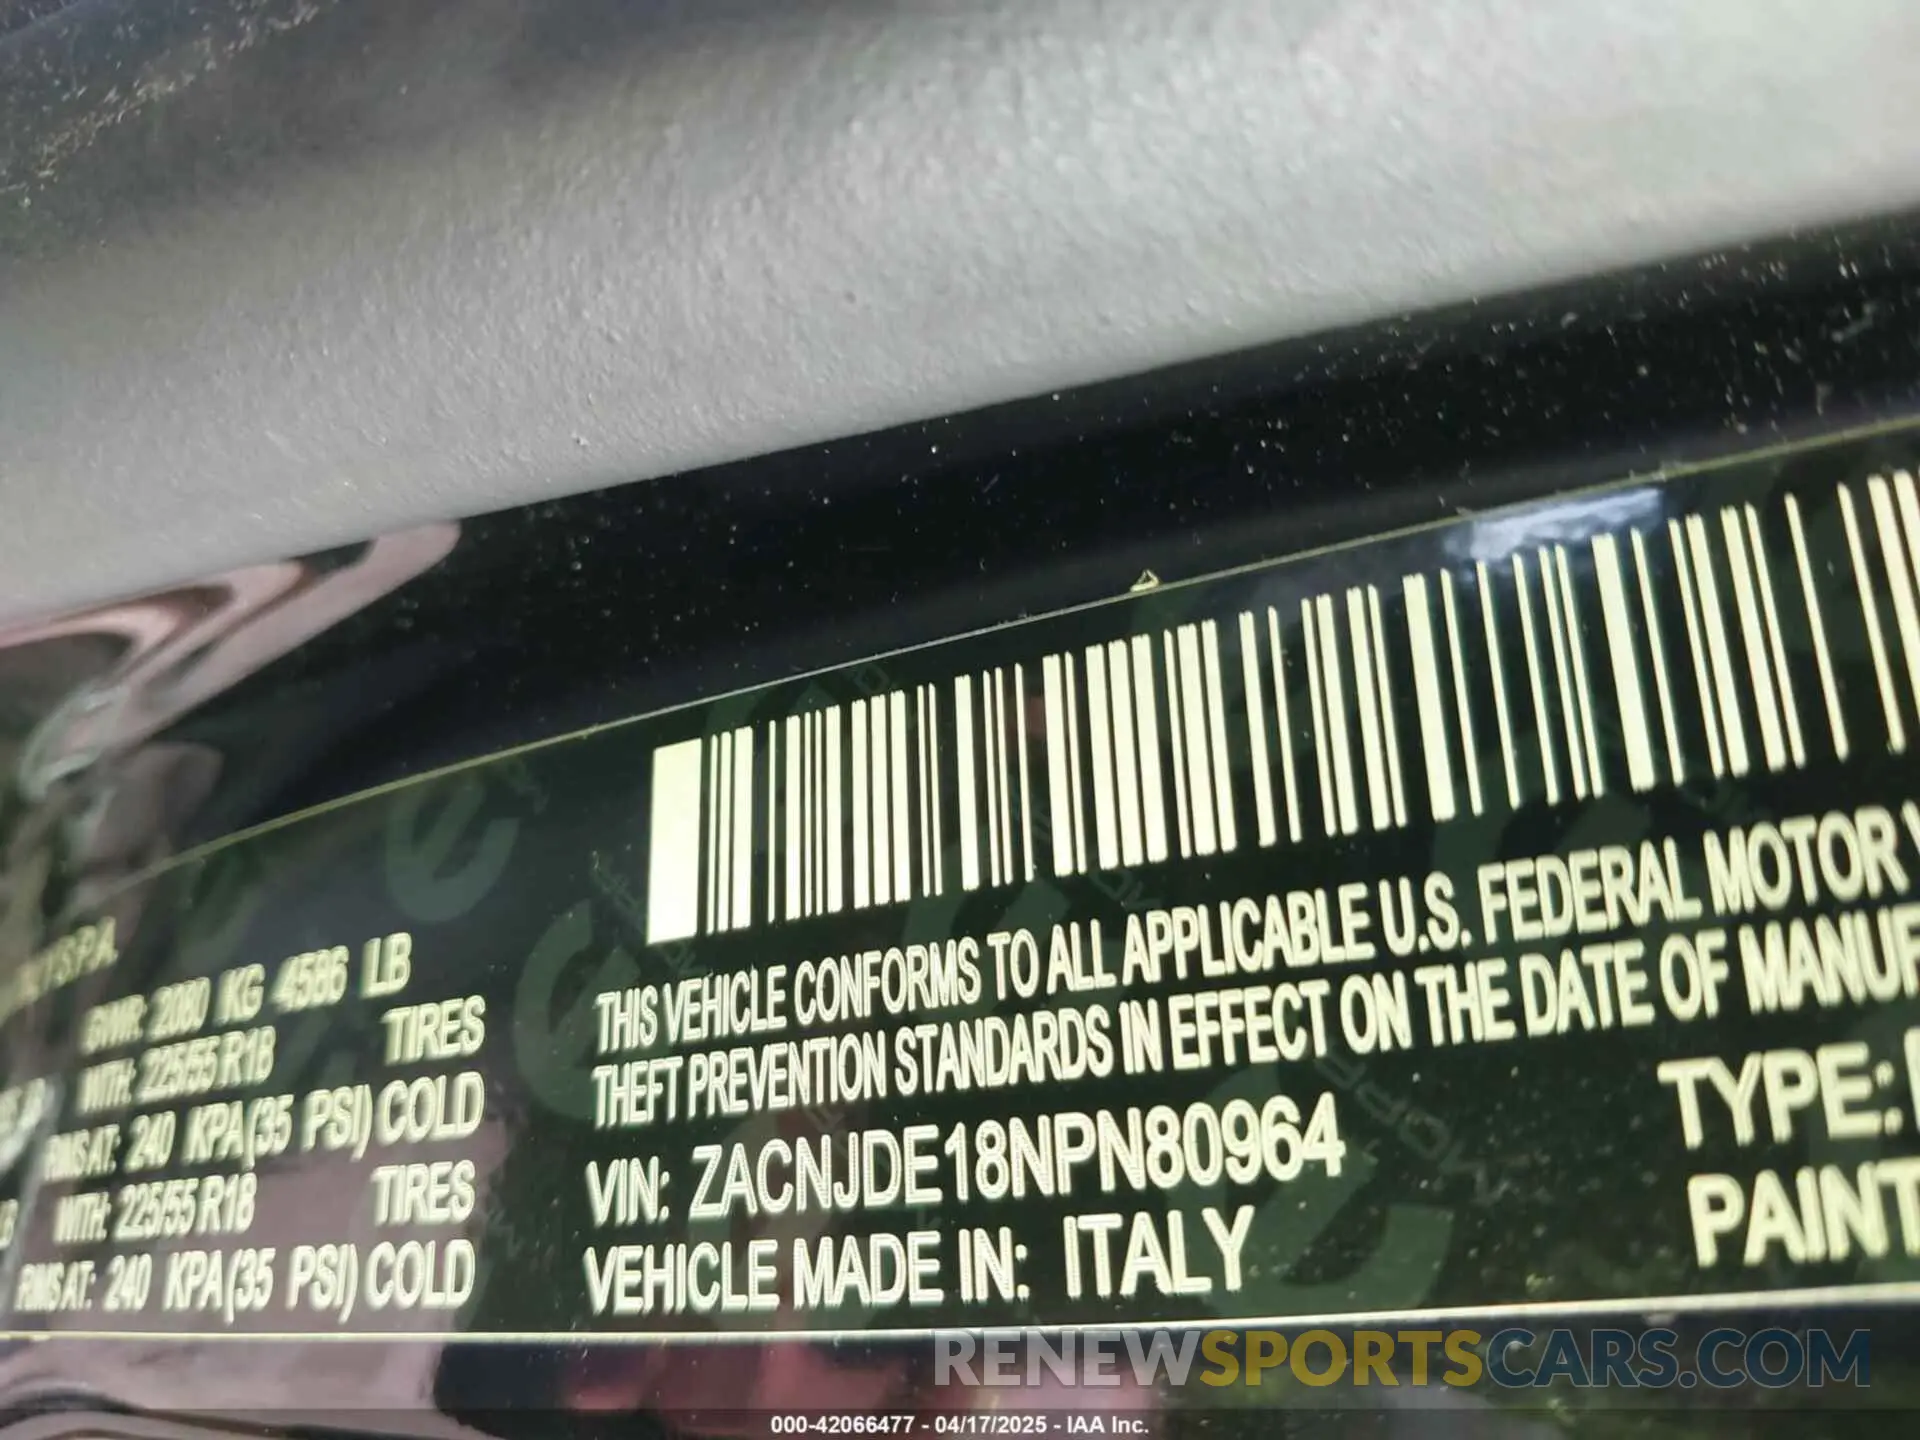 GVWR: 2080 KG 4586 LB
WITH: 225/55 R18 TIRES
RIMS AT: 240 KPA(35 PSI) COLD
WITH: 225/55 R18 TIRES
RIMS AT: 240 KPA(35 PSI) COLD
THIS VEHICLE CONFORMS TO ALL APPLICABLE U.S. FEDERAL MOTOR
THEFT PREVENTION STANDARDS IN EFFECT ON THE DATE OF MANUF
VIN: ZACNJDE18NPN80964
TYPE:
VEHICLE MADE IN: ITALY
PAINT
RENEWSPORTSCARS.COM
000-42066477 - 04/17/2025 - IAA Inc.